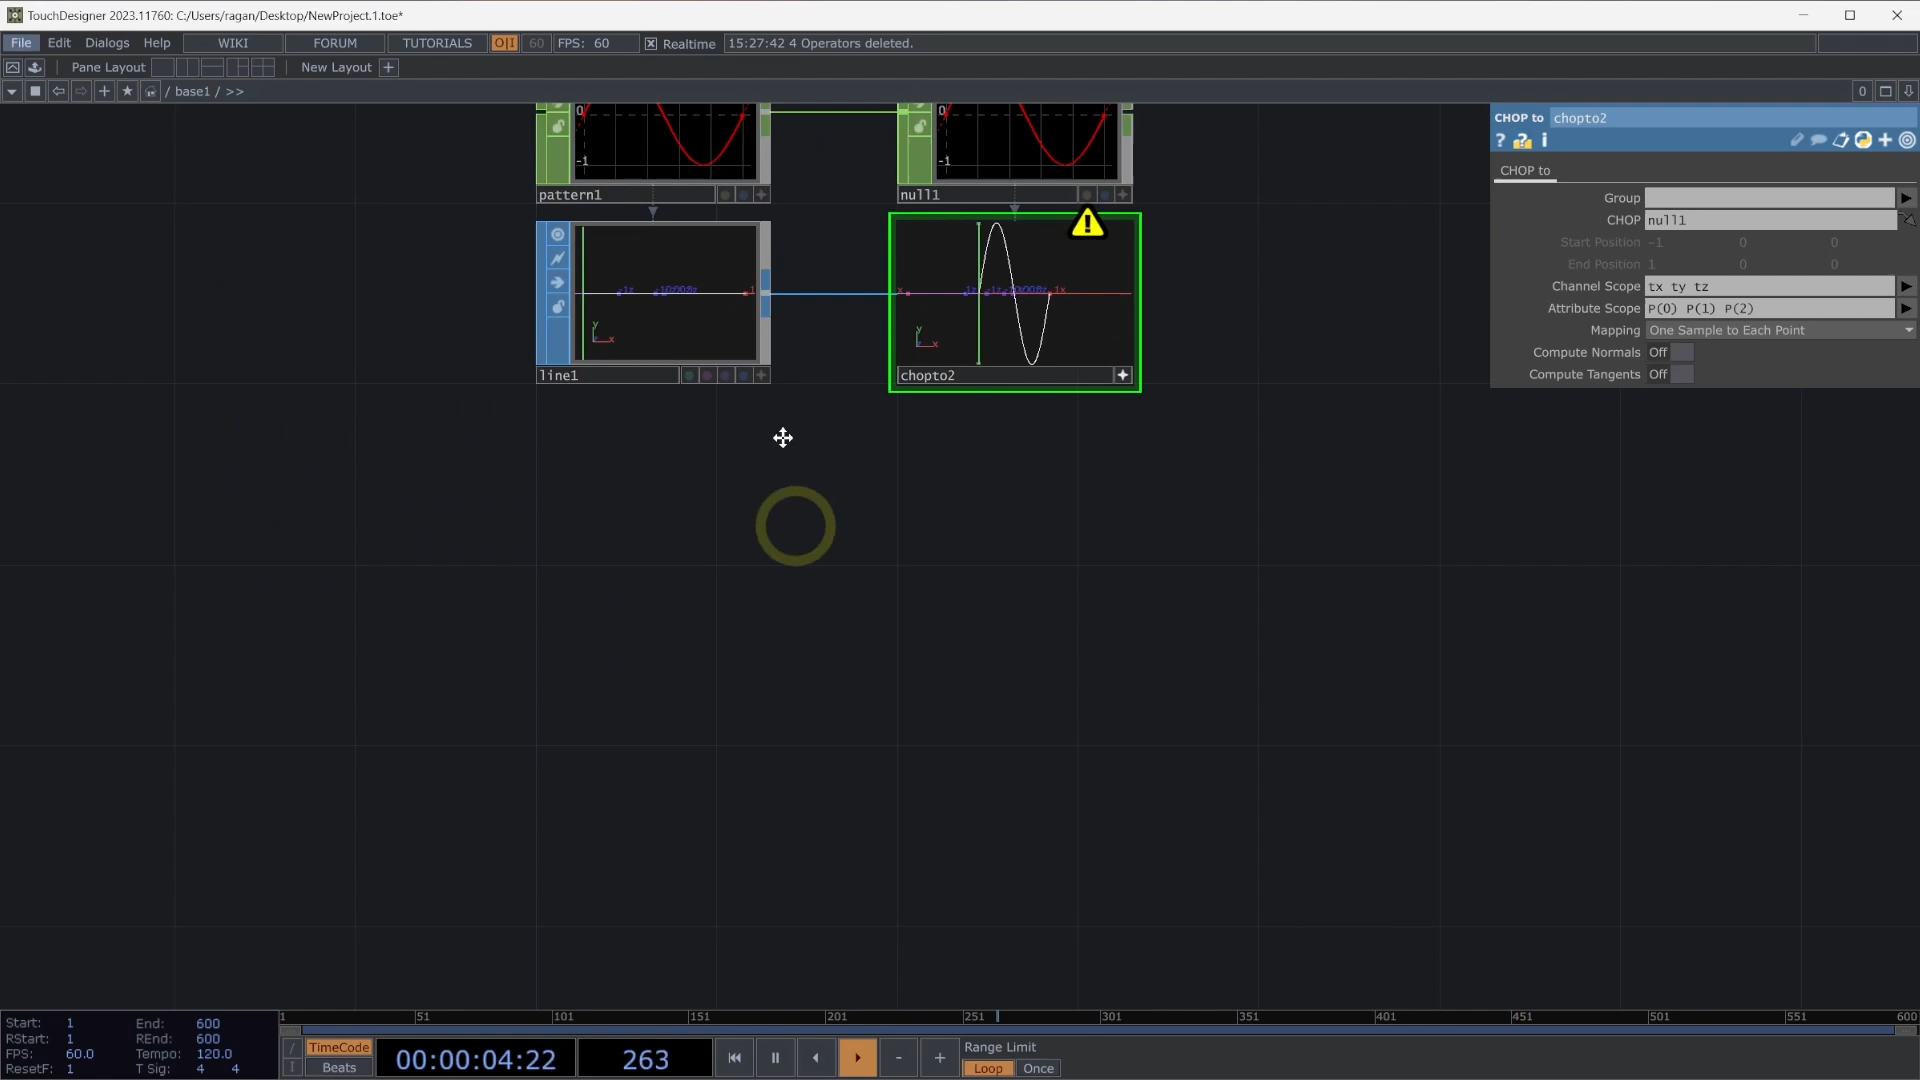 TouchDesigner 2023.11760: C:/Users/ragan/Desktop/NewProject.1.toe*
File Edit Dialogs Help WIKI FORUM TUTORIALS O|I 60 FPS: 60 Realtime 15:27:42 4 Operators deleted.
Pane Layout New Layout +
/ base1 / >> 0
CHOP to chopto2
? i
CHOP to
Group
CHOP null1
Start Position -1 0 0
End Position 1 0 0
Channel Scope tx ty tz
Attribute Scope P(0) P(1) P(2)
Mapping One Sample to Each Point
Compute Normals Off
Compute Tangents Off
0
-1
pattern1
0
-1
null1
y
x
line1
y
x
chopto2
1 51 101 151 201 251 301 351 401 451 501 551 600
Start: 1 End: 600
RStart: 1 REnd: 600
FPS: 60.0 Tempo: 120.0
ResetF: 1 T Sig: 4 4
/ TimeCode
I Beats
00:00:04:22 263
- +
Range Limit
Loop Once